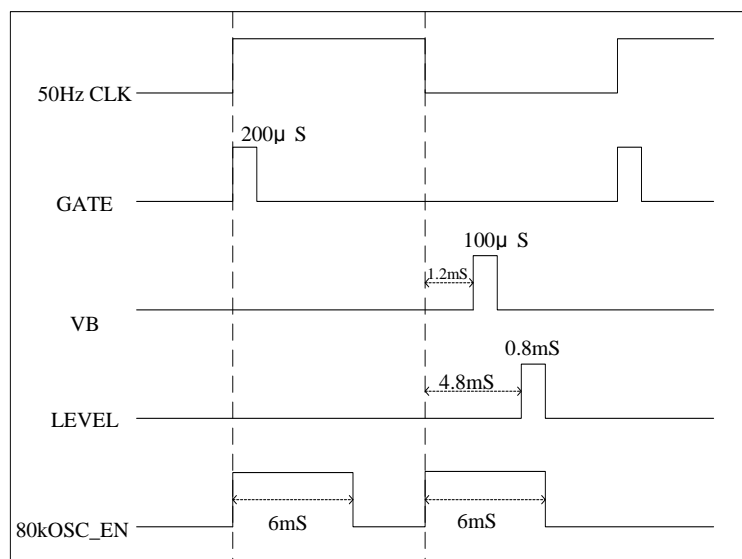 50Hz CLK
200μ S
GATE
100μ S
1.2mS
VB
0.8mS
4.8mS
LEVEL
80kOSC_EN
6mS
6mS